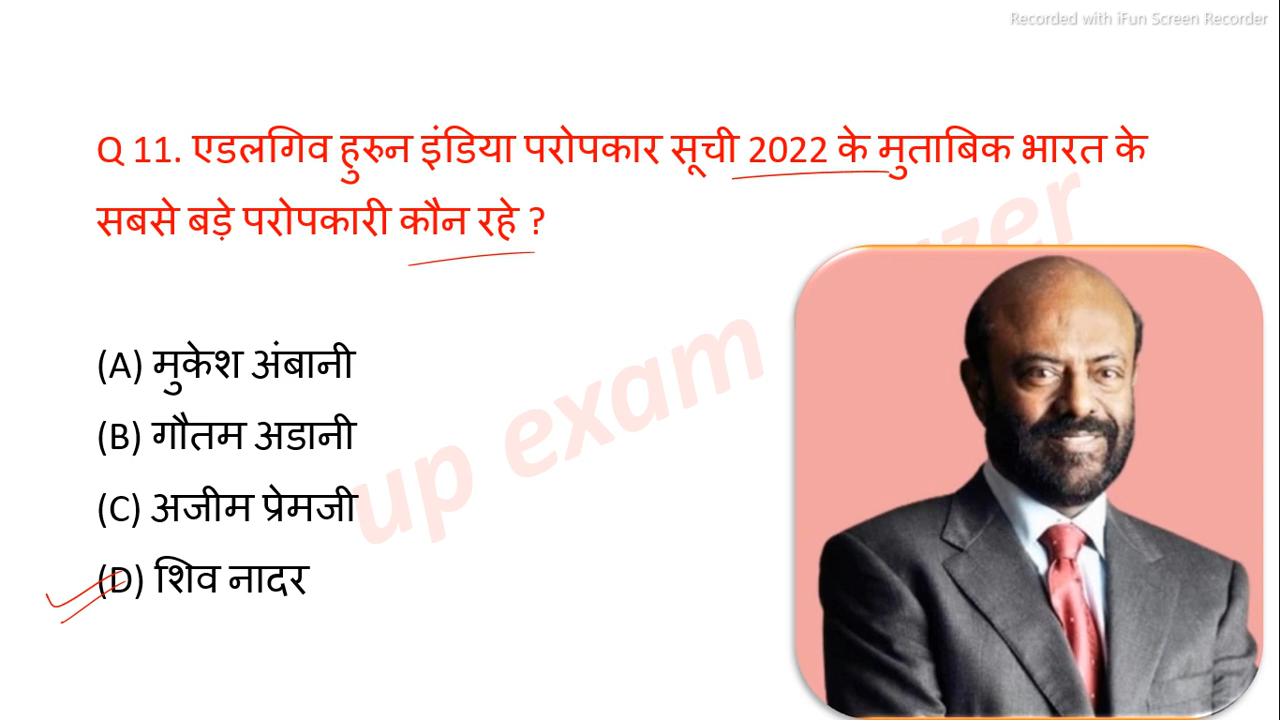 Recorded with iFun Screen Recorder
Q 11. एडलगिव हुरुन इंडिया परोपकार सूची 2022 के मुताबिक भारत के
सबसे बड़े परोपकारी कौन रहे ?
(A) मुकेश अंबानी
(B) गौतम अडानी
(C) अजीम प्रेमजी
(D) शिव नादर
up exam